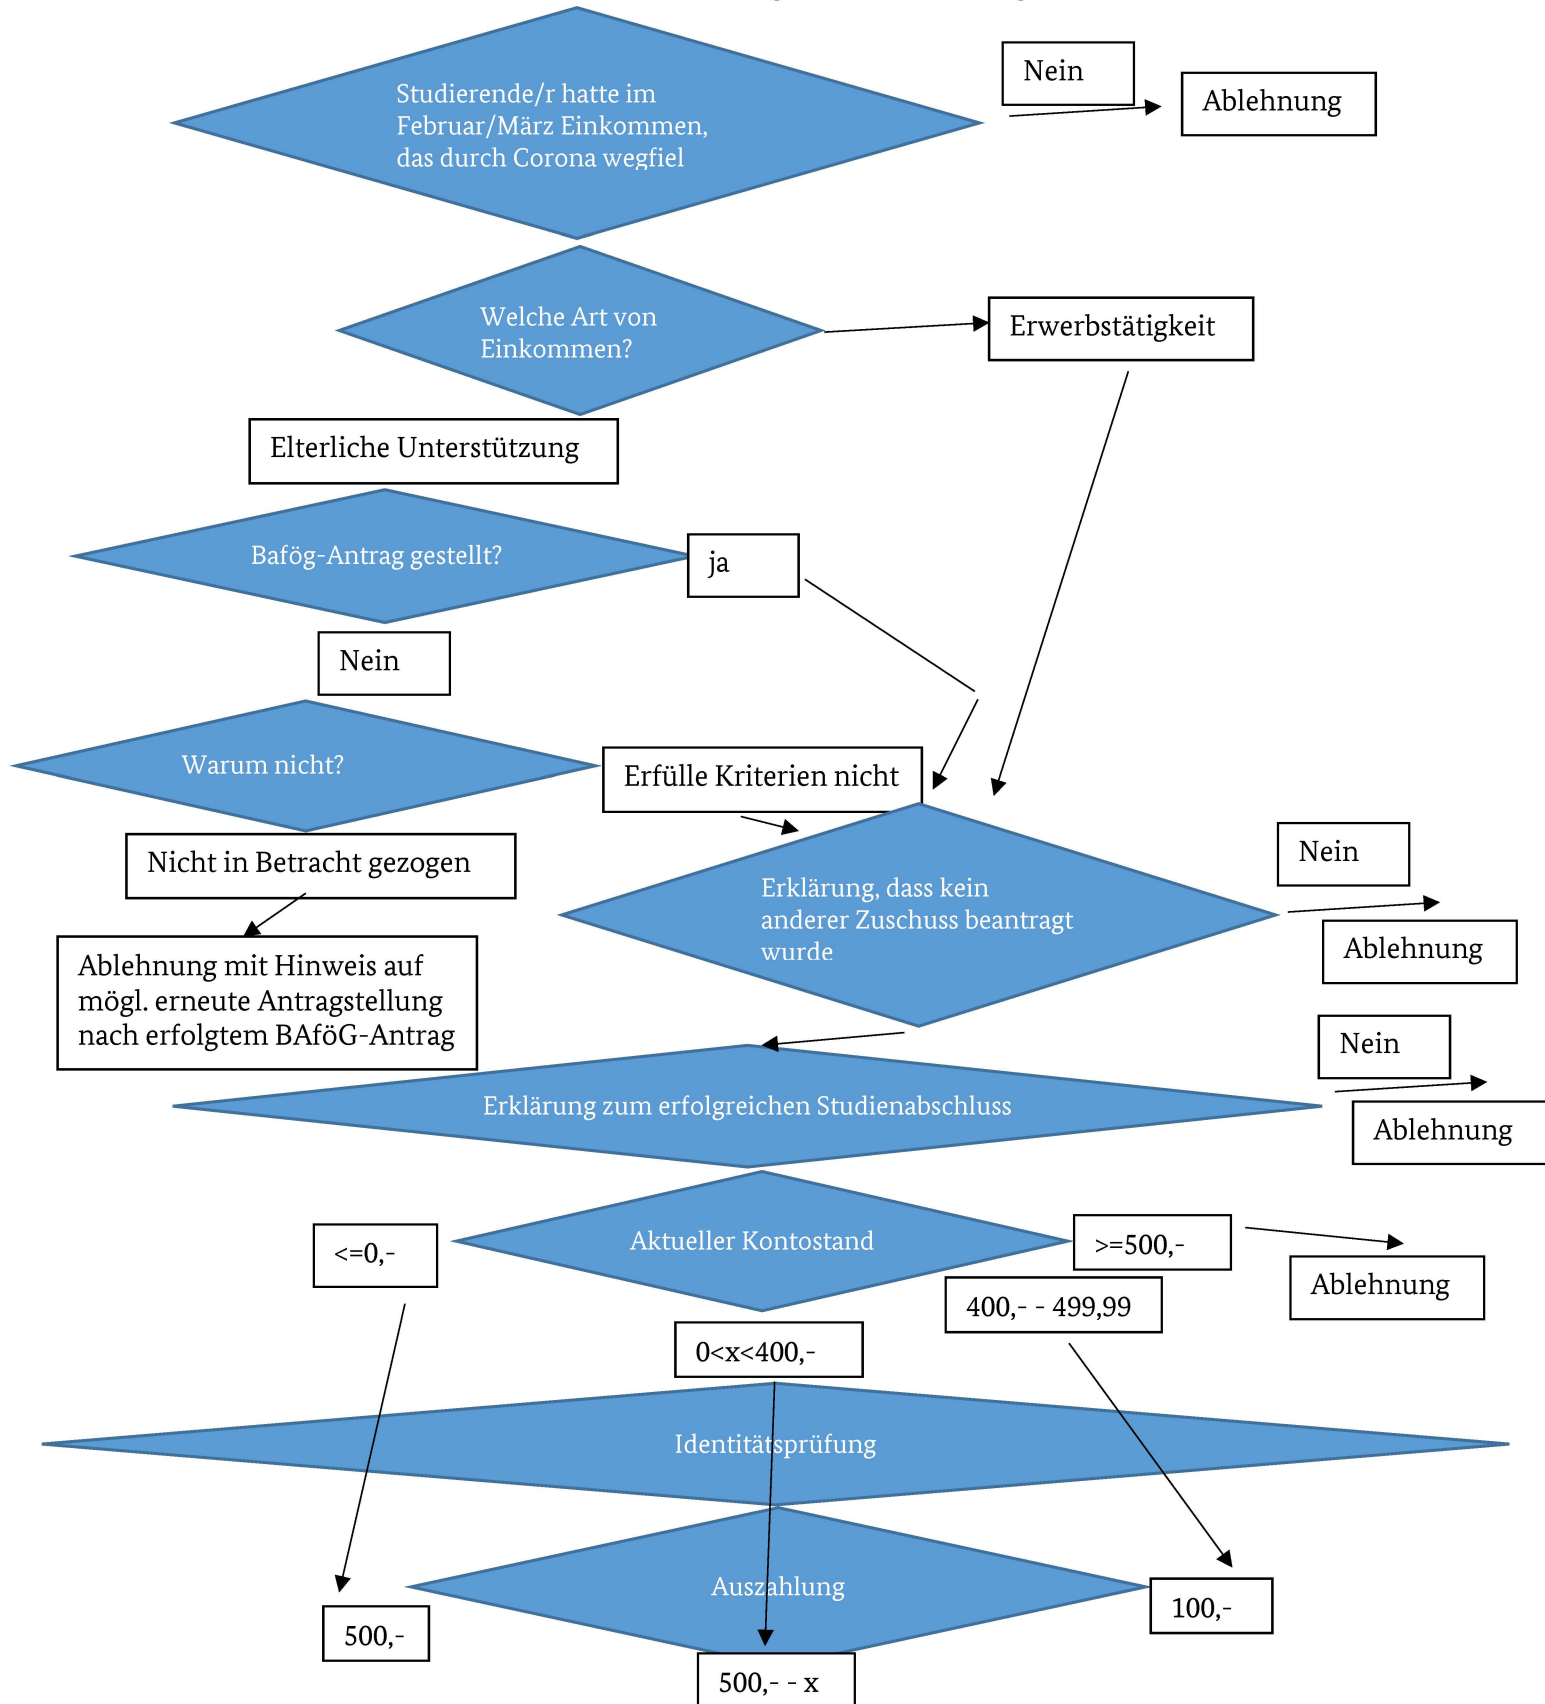 Studierende/r hatte im
Februar/März Einkommen,
das durch Corona wegfiel
Nein
Ablehnung
Welche Art von
Einkommen?
Erwerbstätigkeit
Elterliche Unterstützung
Bafög-Antrag gestellt?
ja
Nein
Warum nicht?
Erfülle Kriterien nicht
Nicht in Betracht gezogen
Ablehnung mit Hinweis auf
mögl. erneute Antragstellung
nach erfolgtem BAföG-Antrag
Erklärung, dass kein
anderer Zuschuss beantragt
wurde
Nein
Ablehnung
Erklärung zum erfolgreichen Studienabschluss
Nein
Ablehnung
Aktueller Kontostand
<=0,-
>=500,-
Ablehnung
400,- - 499,99
0<x<400,-
Identitätsprüfung
Auszahlung
500,-
100,-
500,- - x